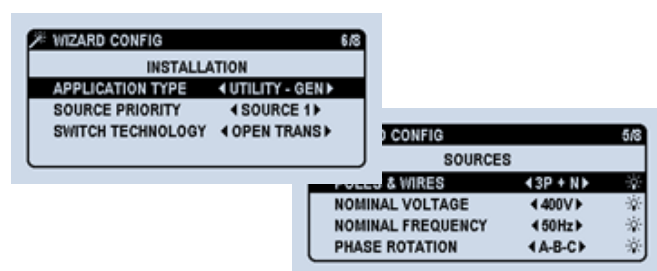 WIZARD CONFIG 6/8
INSTALLATION
APPLICATION TYPE UTILITY - GEN
SOURCE PRIORITY SOURCE 1
SWITCH TECHNOLOGY OPEN TRANS
CONFIG 5/8
SOURCES
POLES & WIRES 3P + N
NOMINAL VOLTAGE 400V
NOMINAL FREQUENCY 50Hz
PHASE ROTATION A-B-C